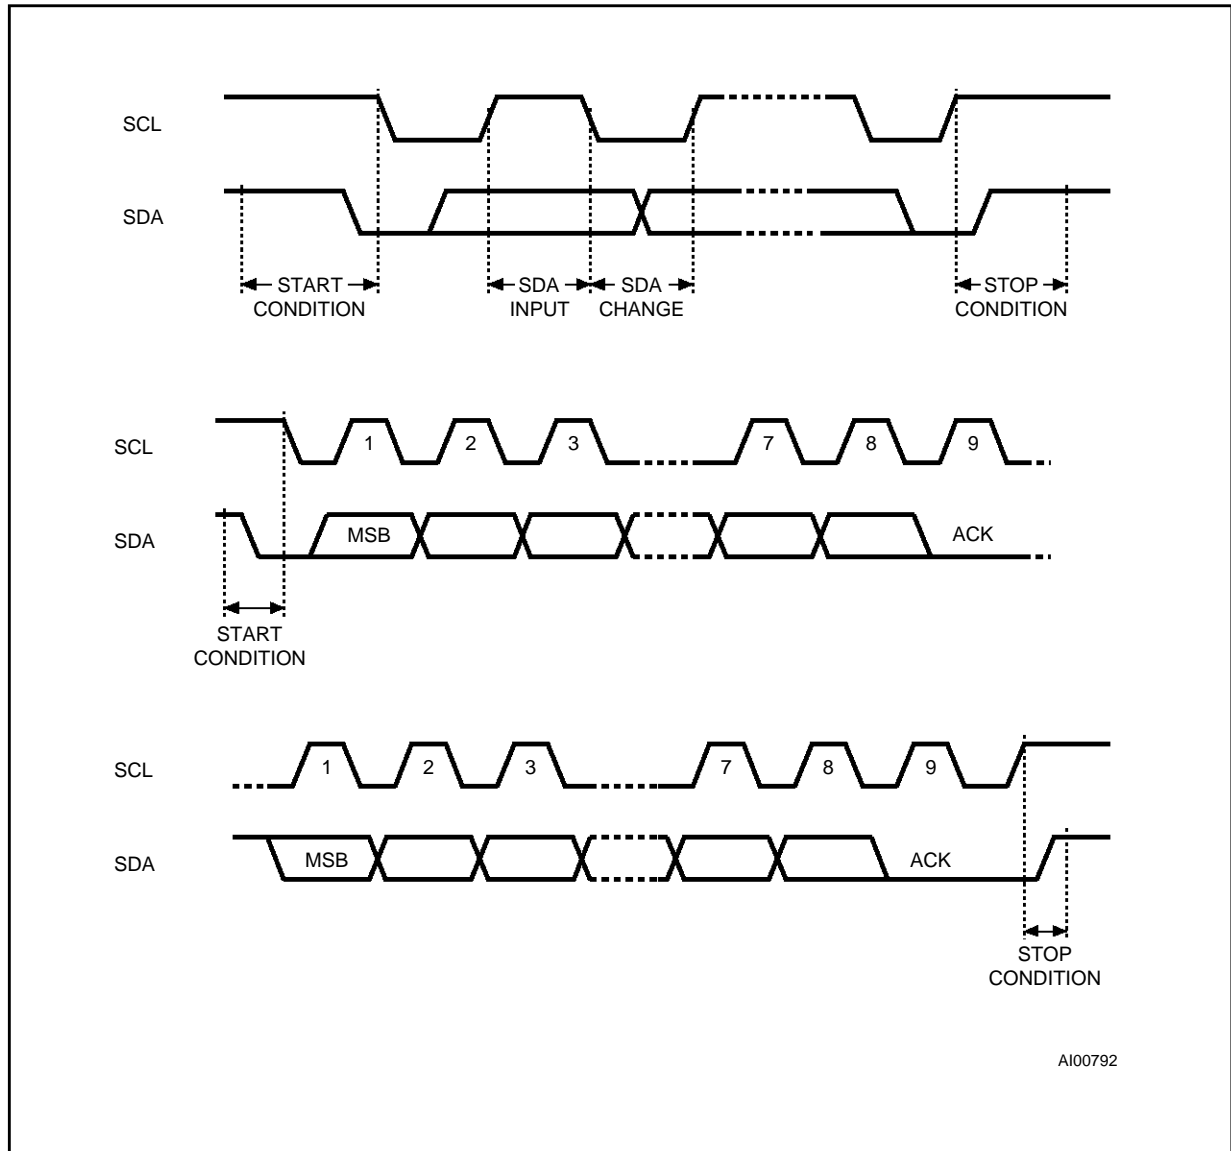 SCL
SDA
START
CONDITION
SDA
INPUT
SDA
CHANGE
STOP
CONDITION
SCL
1 2 3 7 8 9
SDA
MSB
ACK
START
CONDITION
SCL
1 2 3 7 8 9
SDA
MSB
ACK
STOP
CONDITION
AI00792